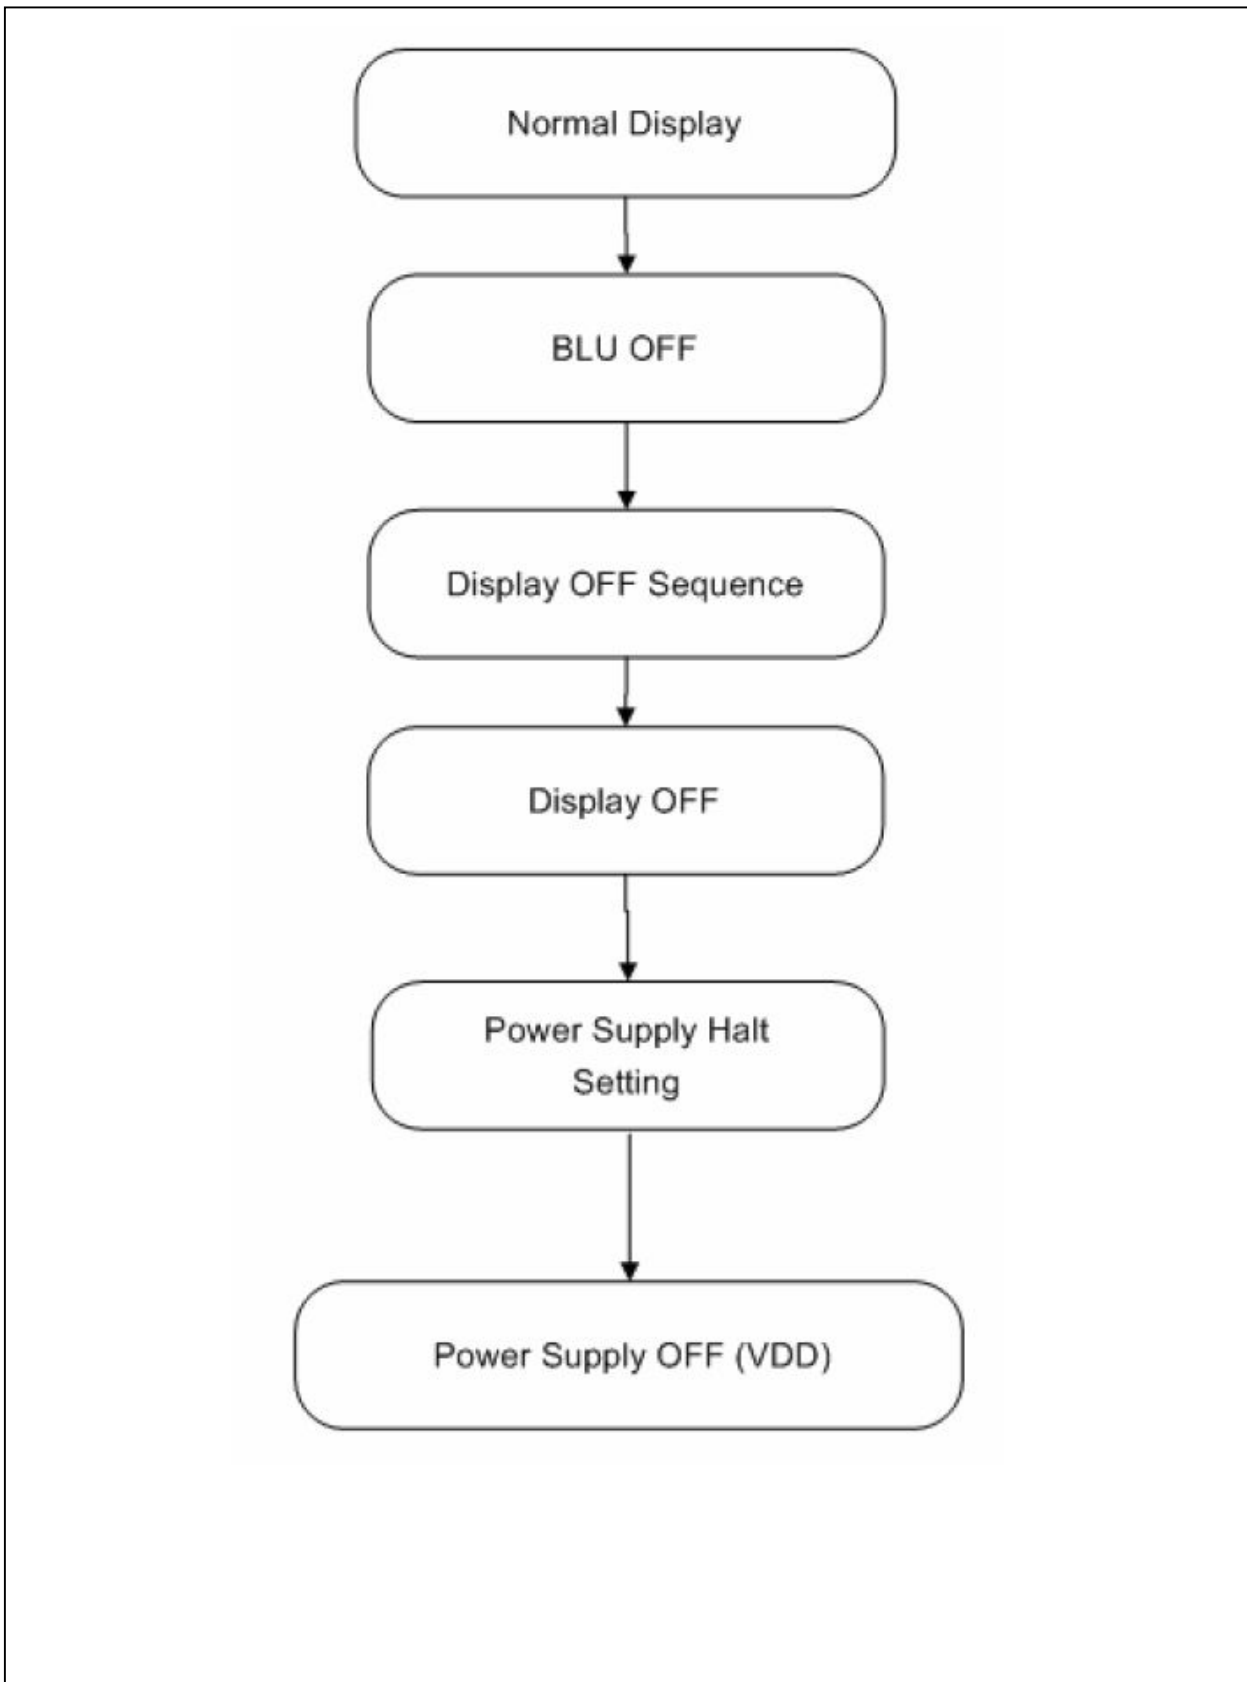 Normal Display
BLU OFF
Display OFF Sequence
Display OFF
Power Supply Halt
Setting
Power Supply OFF (VDD)